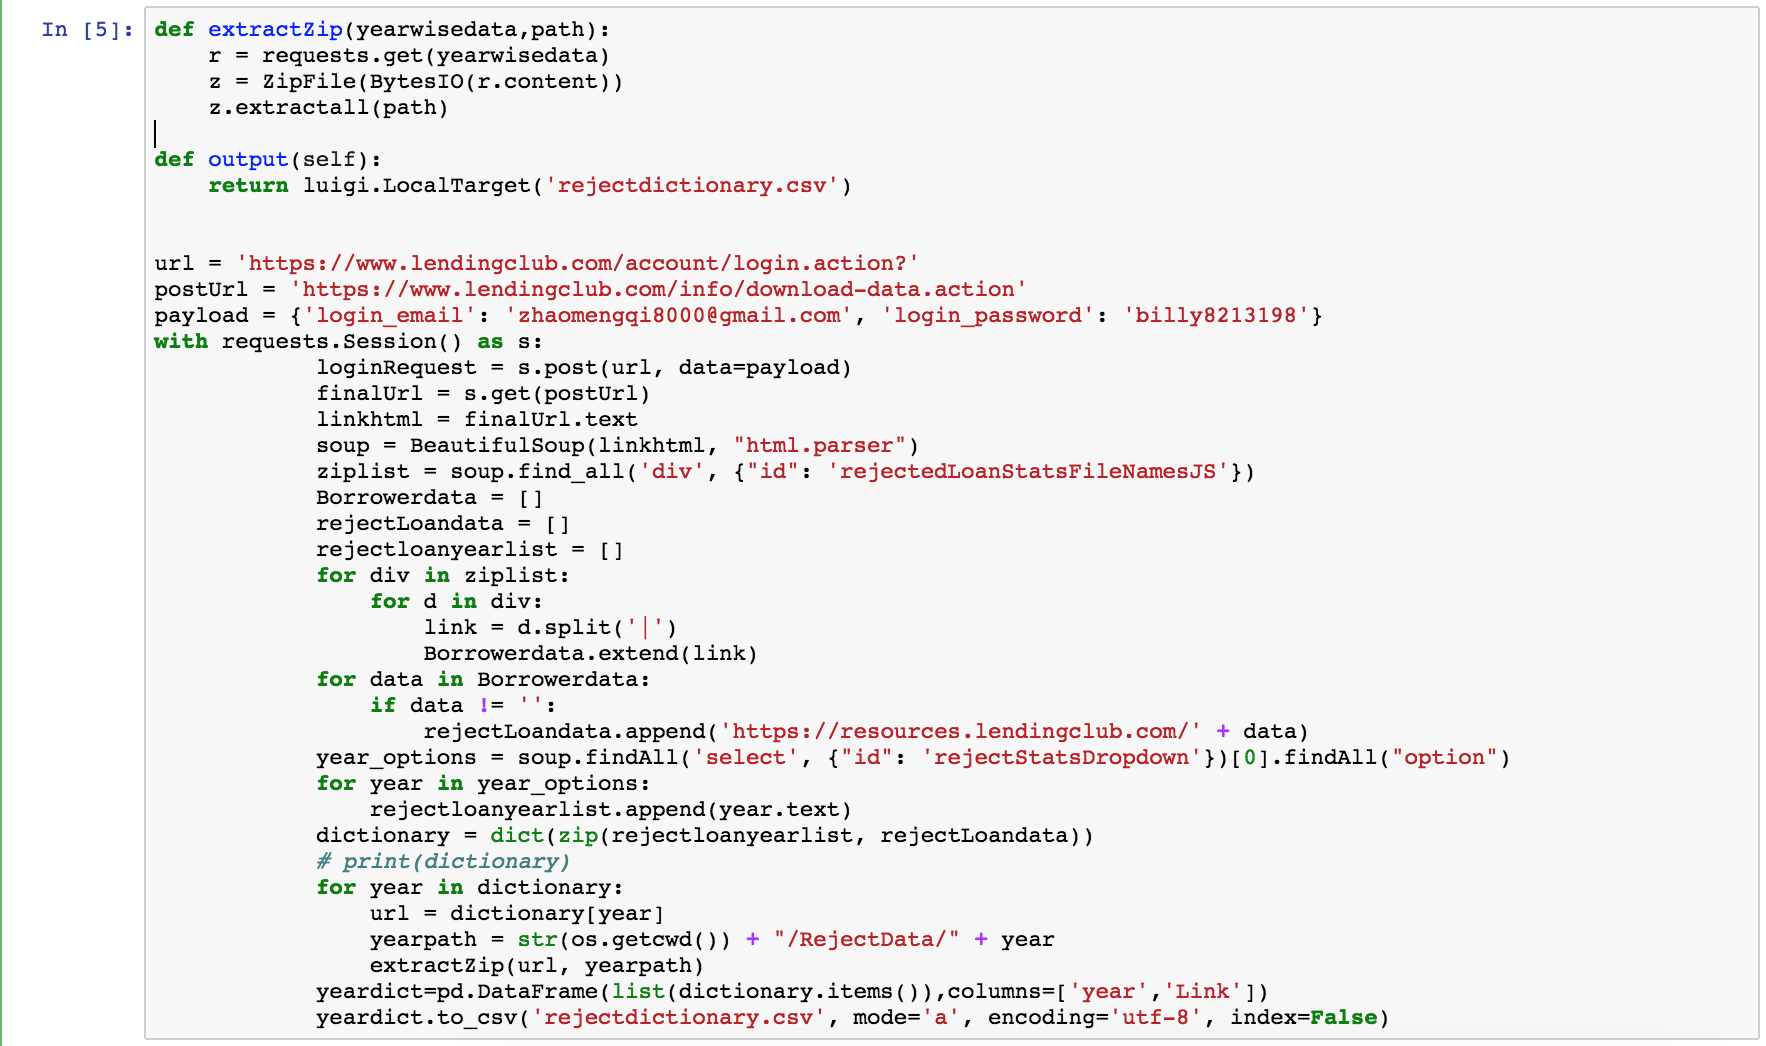 In [5]: def extractZip(yearwisedata,path):
    r = requests.get(yearwisedata)
    z = ZipFile(BytesIO(r.content))
    z.extractall(path)

def output(self):
    return luigi.LocalTarget('rejectdictionary.csv')


url = 'https://www.lendingclub.com/account/login.action?'
postUrl = 'https://www.lendingclub.com/info/download-data.action'
payload = {'login_email': 'zhaomengqi8000@gmail.com', 'login_password': 'billy8213198'}
with requests.Session() as s:
            loginRequest = s.post(url, data=payload)
            finalUrl = s.get(postUrl)
            linkhtml = finalUrl.text
            soup = BeautifulSoup(linkhtml, "html.parser")
            ziplist = soup.find_all('div', {"id": 'rejectedLoanStatsFileNamesJS'})
            Borrowerdata = []
            rejectLoandata = []
            rejectloanyearlist = []
            for div in ziplist:
                for d in div:
                    link = d.split('|')
                    Borrowerdata.extend(link)
            for data in Borrowerdata:
                if data != '':
                    rejectLoandata.append('https://resources.lendingclub.com/' + data)
            year_options = soup.findAll('select', {"id": 'rejectStatsDropdown'})[0].findAll("option")
            for year in year_options:
                rejectloanyearlist.append(year.text)
            dictionary = dict(zip(rejectloanyearlist, rejectLoandata))
            # print(dictionary)
            for year in dictionary:
                url = dictionary[year]
                yearpath = str(os.getcwd()) + "/RejectData/" + year
                extractZip(url, yearpath)
            yeardict=pd.DataFrame(list(dictionary.items()),columns=['year','Link'])
            yeardict.to_csv('rejectdictionary.csv', mode='a', encoding='utf-8', index=False)